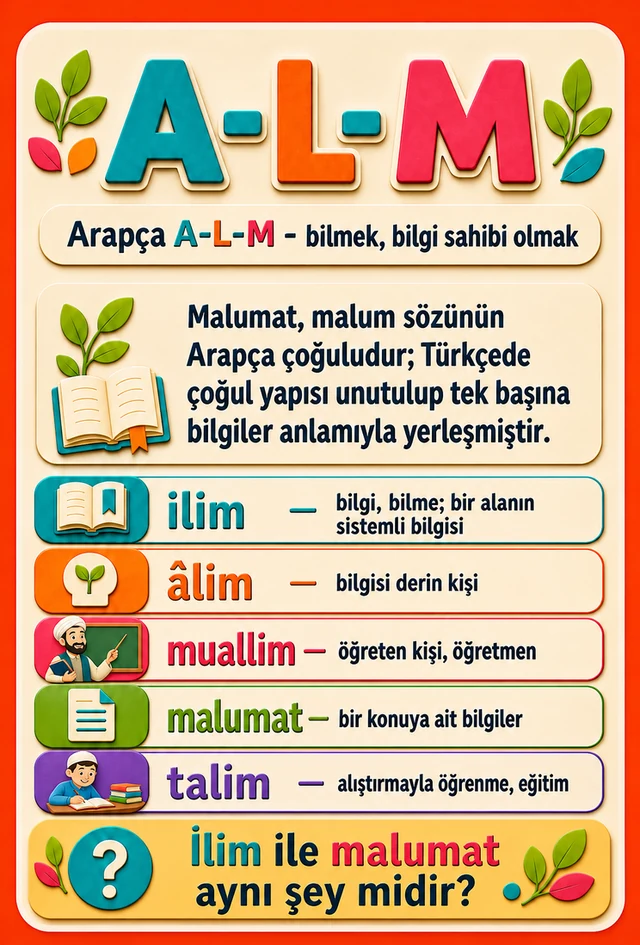 A-L-M
Arapça A-L-M - bilmek, bilgi sahibi olmak
Malumat, malum sözünün
Arapça çoğuludur; Türkçede
çoğul yapısı unutulup tek başına
bilgiler anlamıyla yerleşmiştir.
ilim — bilgi, bilme; bir alanın
sistemli bilgisi
âlim — bilgisi derin kişi
muallim — öğreten kişi, öğretmen
malumat — bir konuya ait bilgiler
talim — alıştırmayla öğrenme, eğitim
?
İlim ile malumat
aynı şey midir?